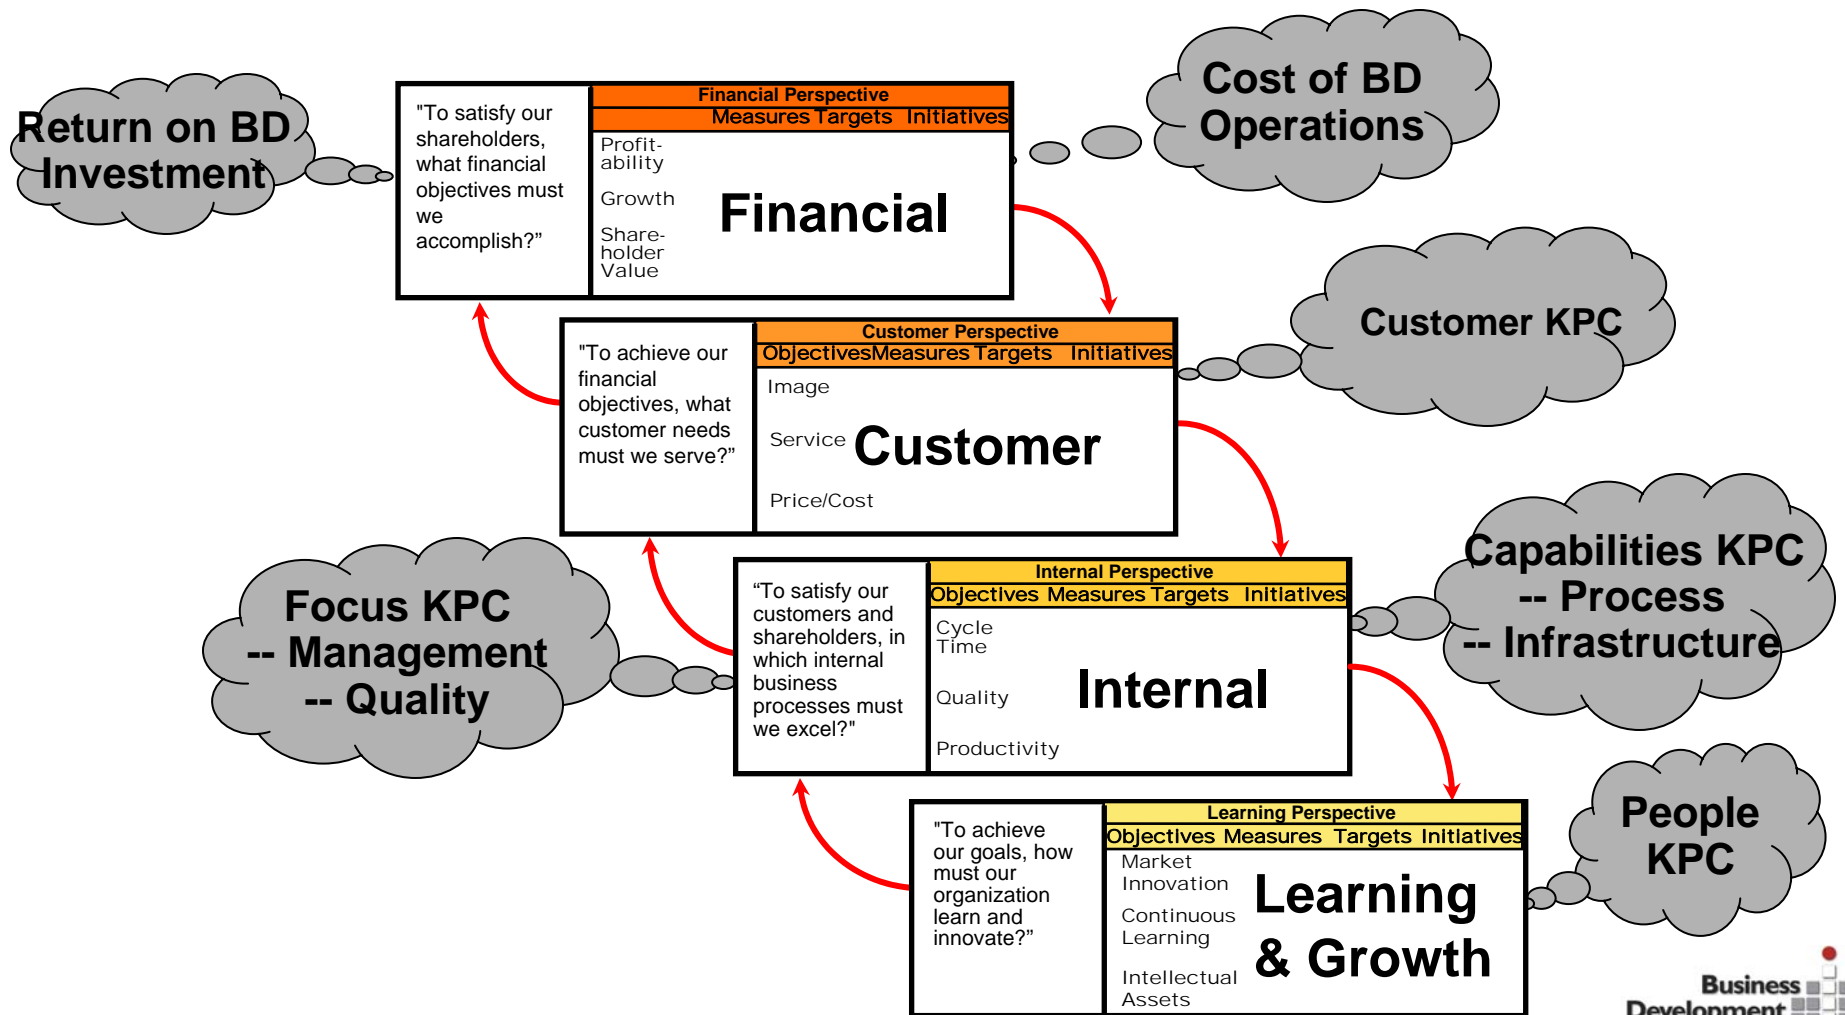 Return on BD
Investment
"To satisfy our
shareholders,
what financial
objectives must
we
accomplish?”
Financial Perspective
Measures Targets Initiatives
Profit-
ability
Growth
Share-
holder
Value
Financial
Cost of BD
Operations
"To achieve our
financial
objectives, what
customer needs
must we serve?”
Customer Perspective
Objectives Measures Targets Initiatives
Image
Service
Price/Cost
Customer
Customer KPC
Focus KPC
-- Management
-- Quality
“To satisfy our
customers and
shareholders, in
which internal
business
processes must
we excel?"
Internal Perspective
Objectives Measures Targets Initiatives
Cycle
Time
Quality
Productivity
Internal
Capabilities KPC
-- Process
-- Infrastructure
"To achieve
our goals, how
must our
organization
learn and
innovate?”
Learning Perspective
Objectives Measures Targets Initiatives
Market
Innovation
Continuous
Learning
Intellectual
Assets
Learning
& Growth
People
KPC
Business
Development